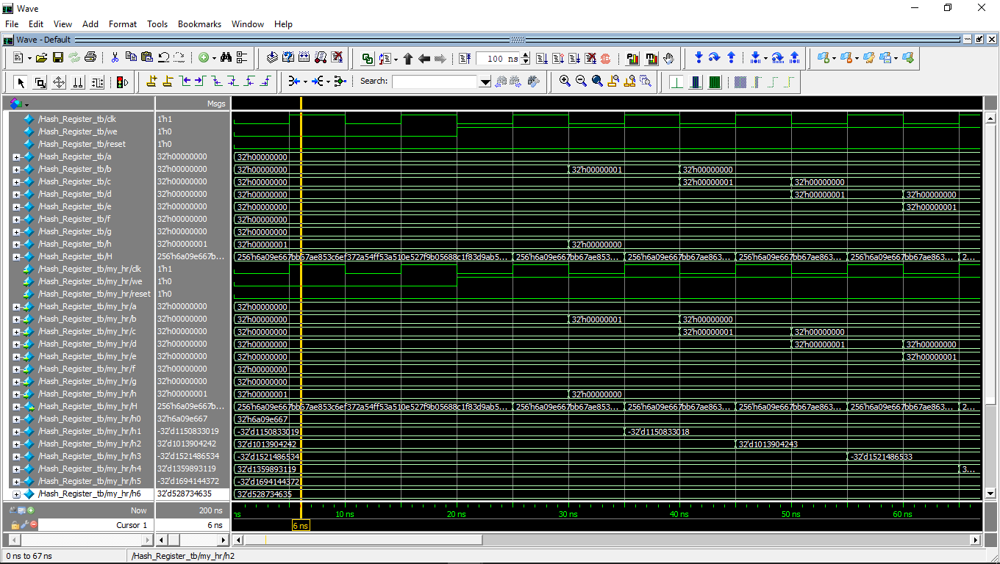 Wave
File Edit View Add Format Tools Bookmarks Window Help
Wave - Default
100 ns
Search:
Msgs
/Hash_Register_tb/clk 1'h1
/Hash_Register_tb/we 1'h0
/Hash_Register_tb/reset 1'h0
/Hash_Register_tb/a 32'h00000000 32'h00000000
/Hash_Register_tb/b 32'h00000000 32'h00000000 32'h00000001 32'h00000000
/Hash_Register_tb/c 32'h00000000 32'h00000000 32'h00000001 32'h00000000
/Hash_Register_tb/d 32'h00000000 32'h00000000 32'h00000001 32'h00000000
/Hash_Register_tb/e 32'h00000000 32'h00000000 32'h00000001
/Hash_Register_tb/f 32'h00000000 32'h00000000
/Hash_Register_tb/g 32'h00000000 32'h00000000
/Hash_Register_tb/h 32'h00000001 32'h00000001 32'h00000000
/Hash_Register_tb/H 256'h6a09e667b... 256'h6a09e667bb67ae853c6ef372a54ff53a510e527f9b05688c1f83d9ab5... 256'h6a09e667bb67ae853... 256'h6a09e667bb67ae863... 256'h6a09e667bb67ae863... 256'h6a09e667bb67ae863... 2...
/Hash_Register_tb/my_hr/clk 1'h1
/Hash_Register_tb/my_hr/we 1'h0
/Hash_Register_tb/my_hr/reset 1'h0
/Hash_Register_tb/my_hr/a 32'h00000000 32'h00000000
/Hash_Register_tb/my_hr/b 32'h00000000 32'h00000000 32'h00000001 32'h00000000
/Hash_Register_tb/my_hr/c 32'h00000000 32'h00000000 32'h00000001 32'h00000000
/Hash_Register_tb/my_hr/d 32'h00000000 32'h00000000 32'h00000001 32'h00000000
/Hash_Register_tb/my_hr/e 32'h00000000 32'h00000000 32'h00000001
/Hash_Register_tb/my_hr/f 32'h00000000 32'h00000000
/Hash_Register_tb/my_hr/g 32'h00000000 32'h00000000
/Hash_Register_tb/my_hr/h 32'h00000001 32'h00000001 32'h00000000
/Hash_Register_tb/my_hr/H 256'h6a09e667b... 256'h6a09e667bb67ae853c6ef372a54ff53a510e527f9b05688c1f83d9ab5... 256'h6a09e667bb67ae853... 256'h6a09e667bb67ae863... 256'h6a09e667bb67ae863... 256'h6a09e667bb67ae863... 2...
/Hash_Register_tb/my_hr/h0 32'h6a09e667 32'h6a09e667
/Hash_Register_tb/my_hr/h1 -32'd1150833019 -32'd1150833019 -32'd1150833018
/Hash_Register_tb/my_hr/h2 32'd1013904242 32'd1013904242 32'd1013904243
/Hash_Register_tb/my_hr/h3 -32'd1521486534 -32'd1521486534 -32'd1521486533
/Hash_Register_tb/my_hr/h4 32'd1359893119 32'd1359893119 3...
/Hash_Register_tb/my_hr/h5 -32'd1694144372 -32'd1694144372
/Hash_Register_tb/my_hr/h6 32'd528734635 32'd528734635
Now 200 ns ns 10 ns 20 ns 30 ns 40 ns 50 ns 60 ns
Cursor 1 6 ns 6 ns
0 ns to 67 ns /Hash_Register_tb/my_hr/h2